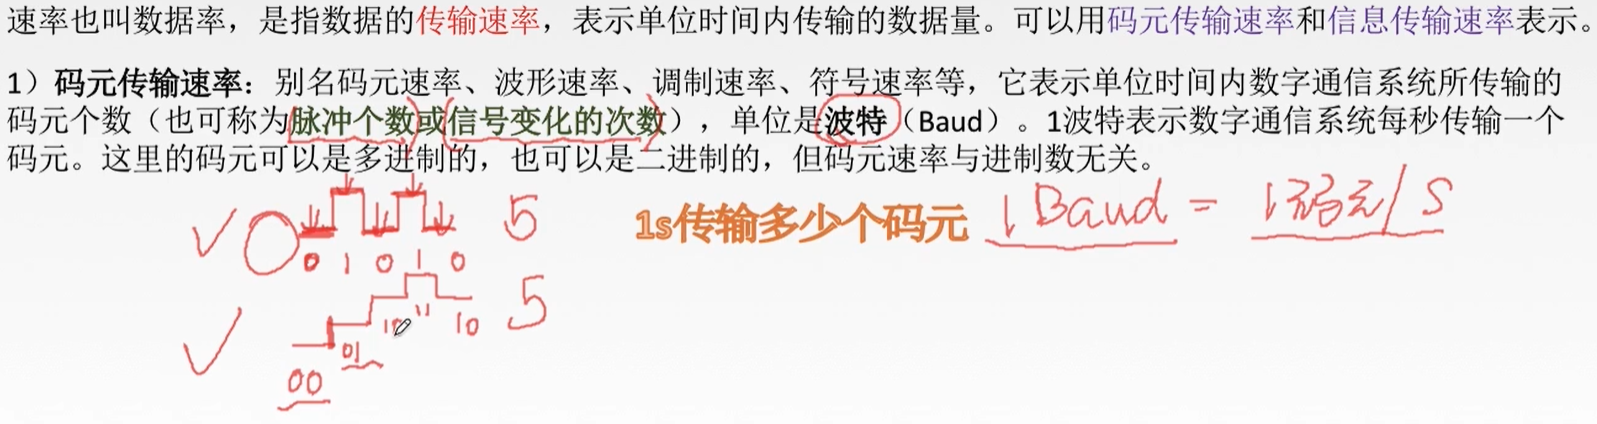 速率也叫数据率，是指数据的传输速率，表示单位时间内传输的数据量。可以用码元传输速率和信息传输速率表示。
1）码元传输速率：别名码元速率、波形速率、调制速率、符号速率等，它表示单位时间内数字通信系统所传输的
码元个数（也可称为脉冲个数或信号变化的次数），单位是波特（Baud）。1波特表示数字通信系统每秒传输一个
码元。这里的码元可以是多进制的，也可以是二进制的，但码元速率与进制数无关。
5
1s传输多少个码元 1 Baud = 1码元/S
0 1 0 1 0
5
11
10 10
01
00